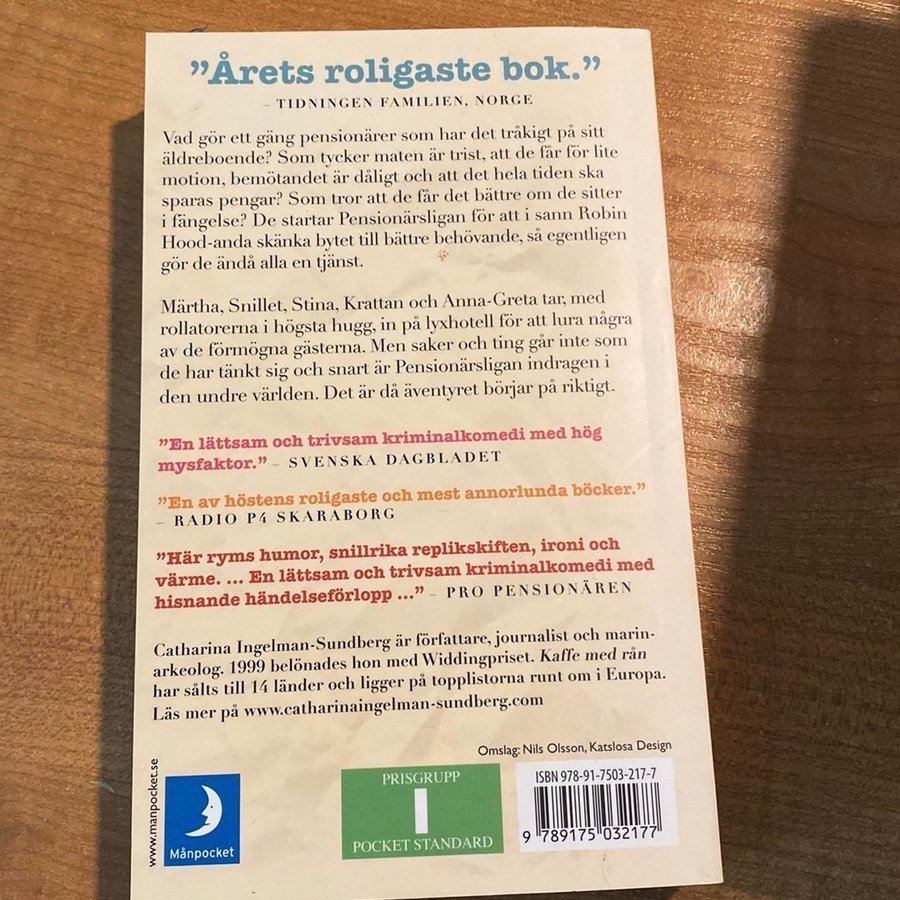 ”Årets roligaste bok.”
– TIDNINGEN FAMILIEN, NORGE
Vad gör ett gäng pensionärer som har det tråkigt på sitt
äldreboende? Som tycker maten är trist, att de får för lite
motion, bemötandet är dåligt och att det hela tiden ska
sparas pengar? Som tror att de får det bättre om de sitter
i fängelse? De startar Pensionärsligan för att i sann Robin
Hood-anda skänka bytet till bättre behövande, så egentligen
gör de ändå alla en tjänst.
Märtha, Snillet, Stina, Krattan och Anna-Greta tar, med
rollatorerna i högsta hugg, in på lyxhotell för att lura några
av de förmögna gästerna. Men saker och ting går inte som
de har tänkt sig och snart är Pensionärsligan indragen i
den undre världen. Det är då äventyret börjar på riktigt.
”En lättsam och trivsam kriminalkomedi med hög
mysfaktor.” – SVENSKA DAGBLADET
”En av höstens roligaste och mest annorlunda böcker.”
– RADIO P4 SKARABORG
”Här ryms humor, snillrika replikskiften, ironi och
värme. ... En lättsam och trivsam kriminalkomedi med
hisnande händelseförlopp ...” – PRO PENSIONÄREN
Catharina Ingelman-Sundberg är författare, journalist och marin-
arkeolog. 1999 belönades hon med Widdingpriset. Kaffe med rån
har sålts till 14 länder och ligger på topplistorna runt om i Europa.
Läs mer på www.catharinaingelman-sundberg.com
Omslag: Nils Olsson, Katslosa Design
www.manpocket.se
Månpocket
PRISGRUPP
1
POCKET STANDARD
ISBN 978-91-7503-217-7
9 789175 032177